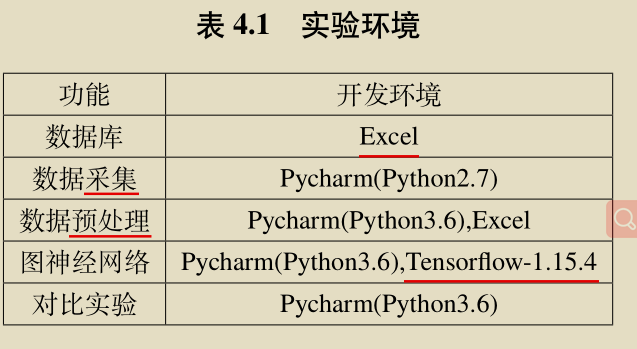 表 4.1 实验环境
功能 开发环境
数据库 Excel
数据采集 Pycharm(Python2.7)
数据预处理 Pycharm(Python3.6),Excel
图神经网络 Pycharm(Python3.6),Tensorflow-1.15.4
对比实验 Pycharm(Python3.6)